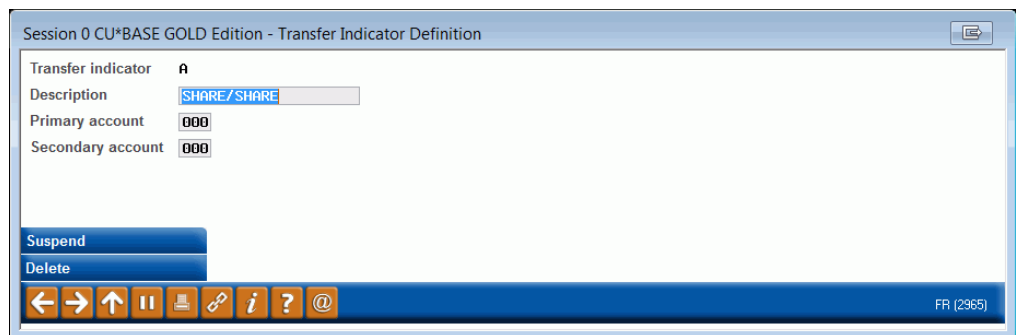 Session 0 CU*BASE GOLD Edition - Transfer Indicator Definition
Transfer indicator A
Description SHARE/SHARE
Primary account 000
Secondary account 000
Suspend
Delete
i ? @ FR (2965)